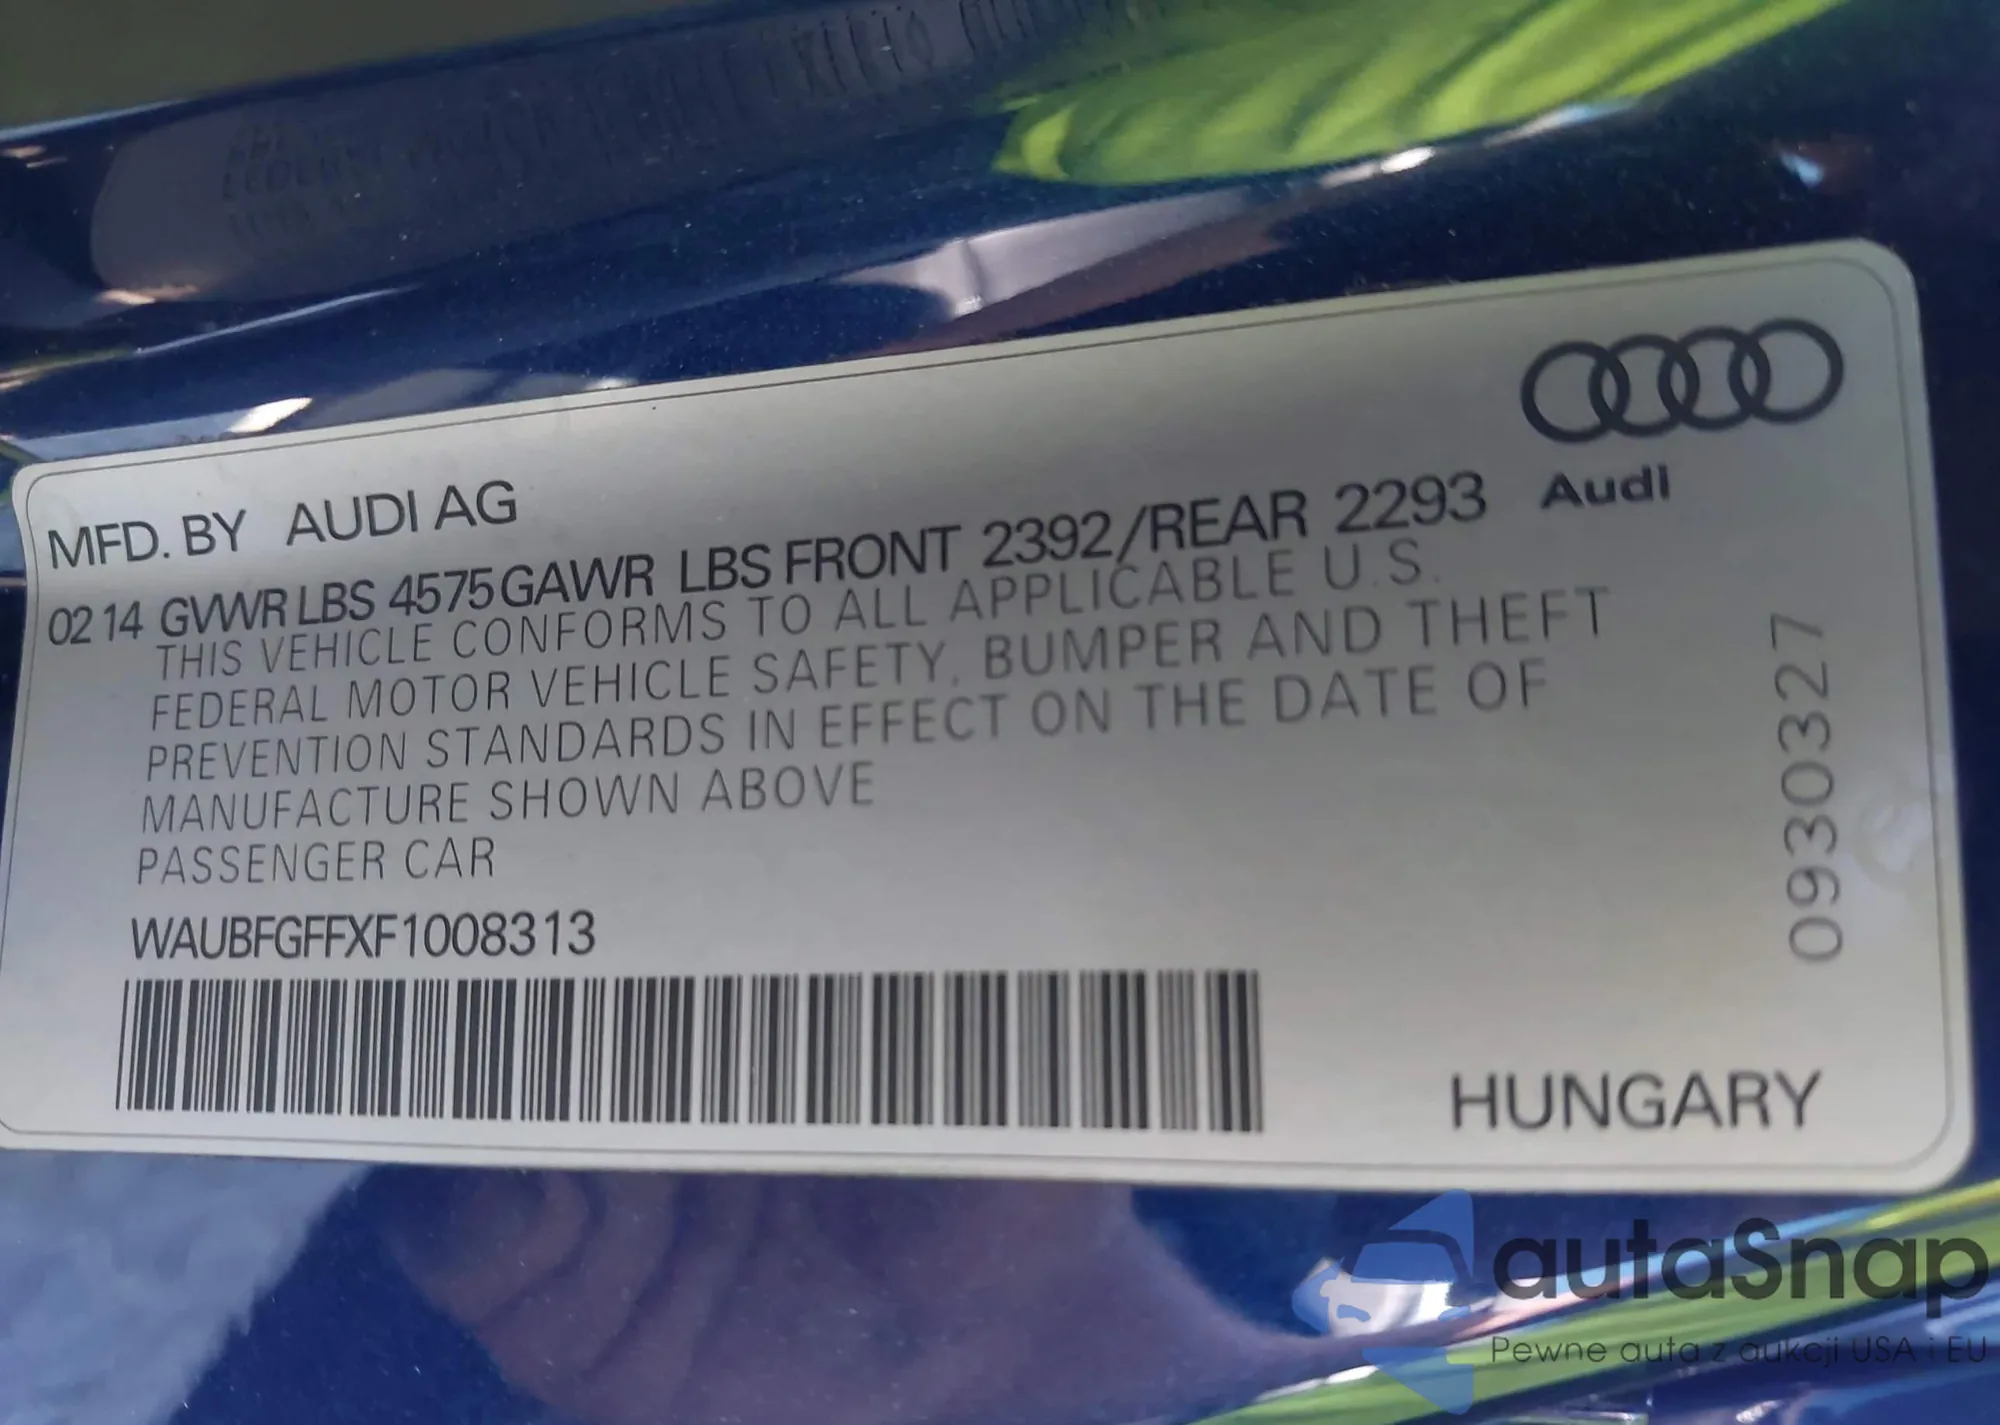 MFD. BY AUDI AG
02 14 GVWR LBS 4575 GAWR LBS FRONT 2392/REAR 2293
Audi
THIS VEHICLE CONFORMS TO ALL APPLICABLE U.S.
FEDERAL MOTOR VEHICLE SAFETY, BUMPER AND THEFT
PREVENTION STANDARDS IN EFFECT ON THE DATE OF
MANUFACTURE SHOWN ABOVE
PASSENGER CAR
WAUBFGFFXF1008313
0930327
HUNGARY
autaSnap
Pewne auta z aukcji USA i EU